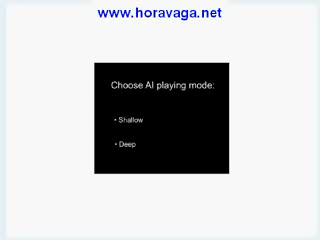 www.horavaga.net
Choose AI playing mode:
• Shallow
• Deep